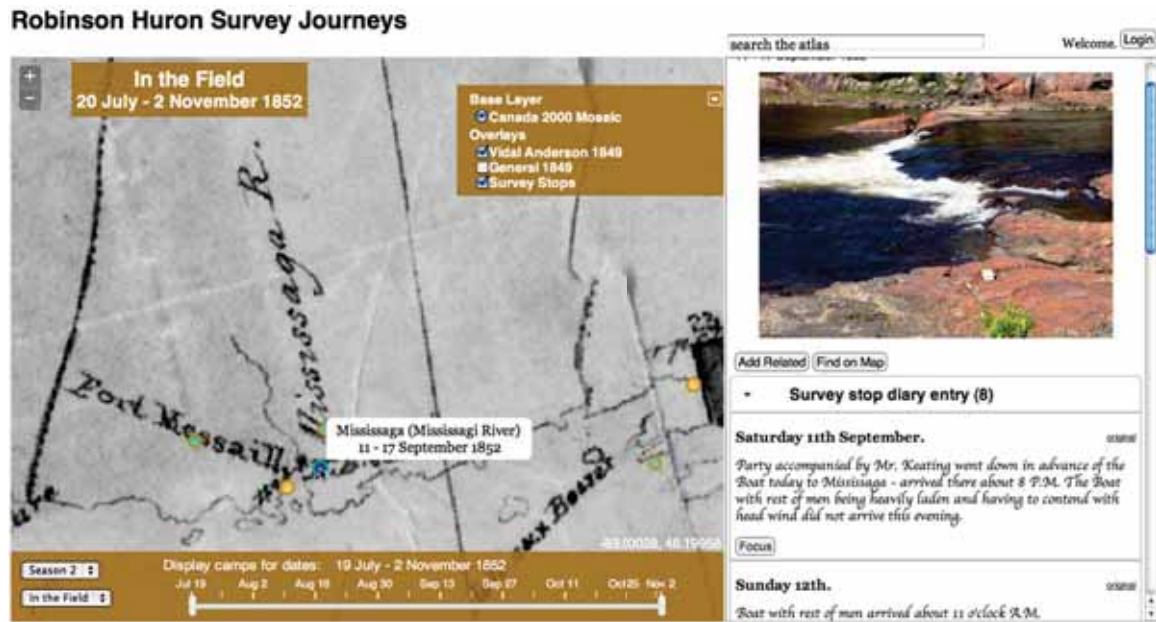 Robinson Huron Survey Journeys
search the atlas
Welcome. Login
+
−
In the Field
20 July - 2 November 1852
Base Layer
Canada 2000 Mosaic
Overlays
Vidal Anderson 1849
General 1849
Survey Stops
Mississaga R.
Mississaga (Mississagi River)
11 - 17 September 1852
Season 2
In the Field
Display camps for dates: 19 July - 2 November 1852
Jul 19 Aug 2 Aug 16 Aug 30 Sep 13 Sep 27 Oct 11 Oct25 Nov 2
Add Related Find on Map
Survey stop diary entry (8)
Saturday 11th September. original
Party accompanied by Mr. Keating went down in advance of the
Boat today to Mississaga - arrived there about 8 P.M. The Boat
with rest of men being heavily laden and having to contend with
head wind did not arrive this evening.
Focus
Sunday 12th. original
Boat with rest of men arrived about 11 o'clock A.M.